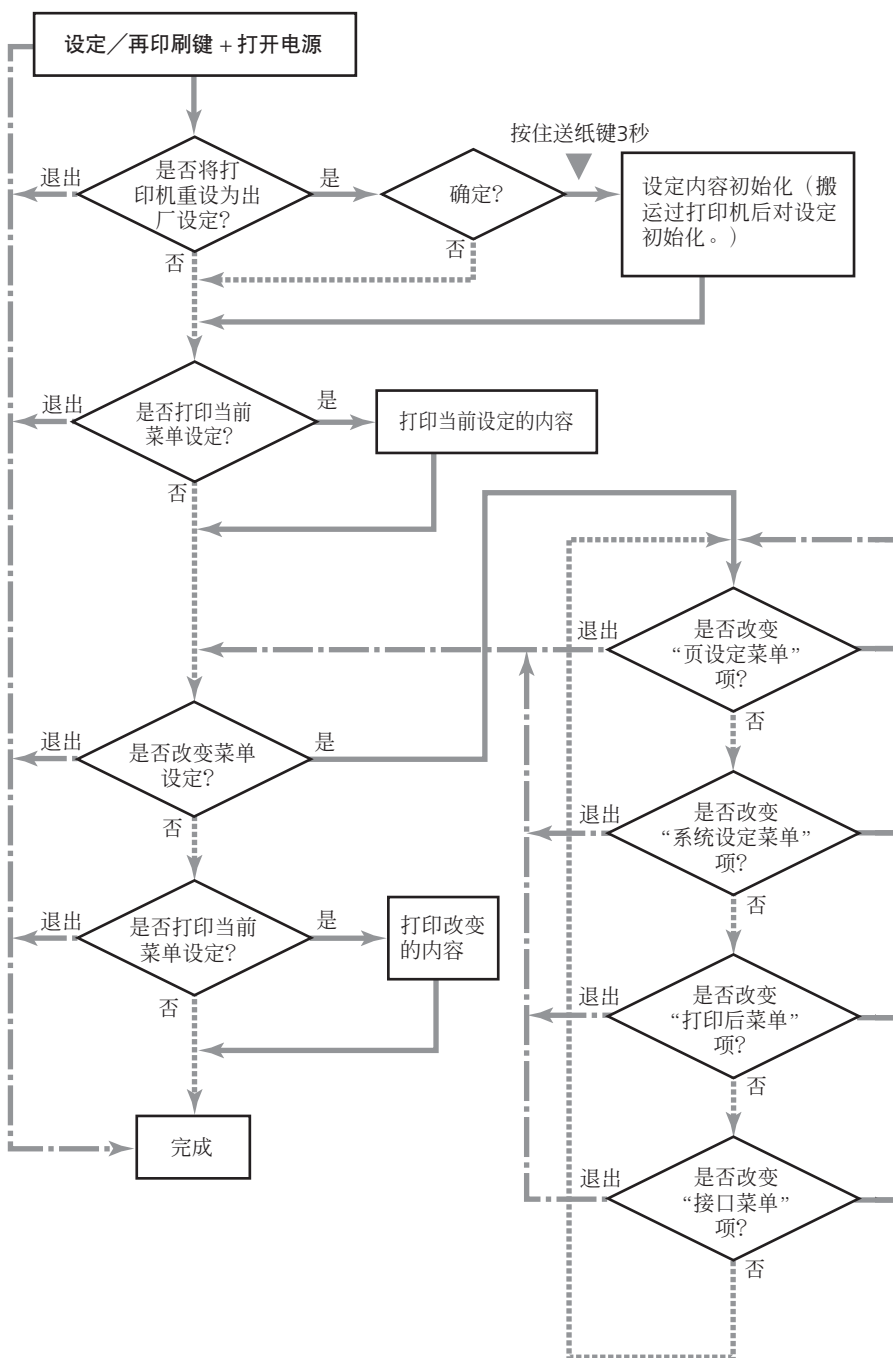 设定／再印刷键 + 打开电源
按住送纸键3秒
退出
是否将打
印机重设为出
厂设定？
是
确定？
设定内容初始化（搬
运过打印机后对设定
初始化。）
否
否
退出
是否打印当前
菜单设定？
是
打印当前设定的内容
否
退出
是否改变
“页设定菜单”
项？
否
退出
是否改变菜单
设定？
是
否
退出
是否改变
“系统设定菜单”
项？
否
退出
是否打印当前
菜单设定？
是
打印改变
的内容
否
退出
是否改变
“打印后菜单”
项？
否
完成
退出
是否改变
“接口菜单”
项？
否